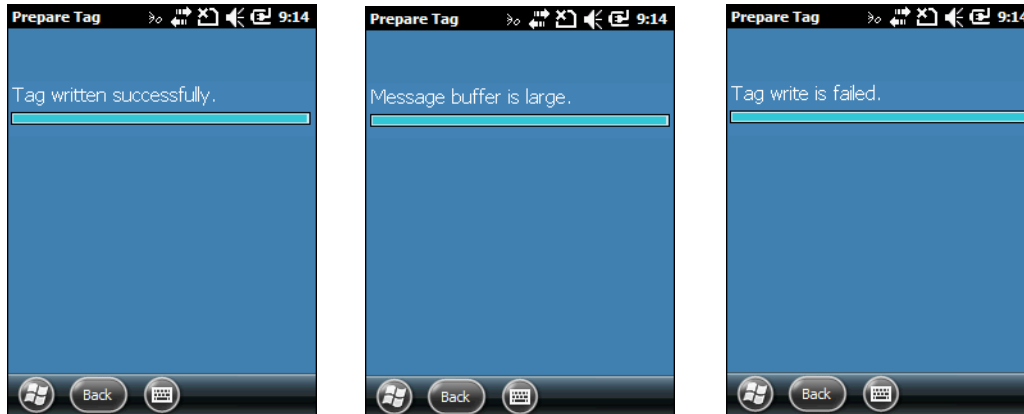 Prepare Tag 9:14
Tag written successfully.
Back
Prepare Tag 9:14
Message buffer is large.
Back
Prepare Tag 9:14
Tag write is failed.
Back